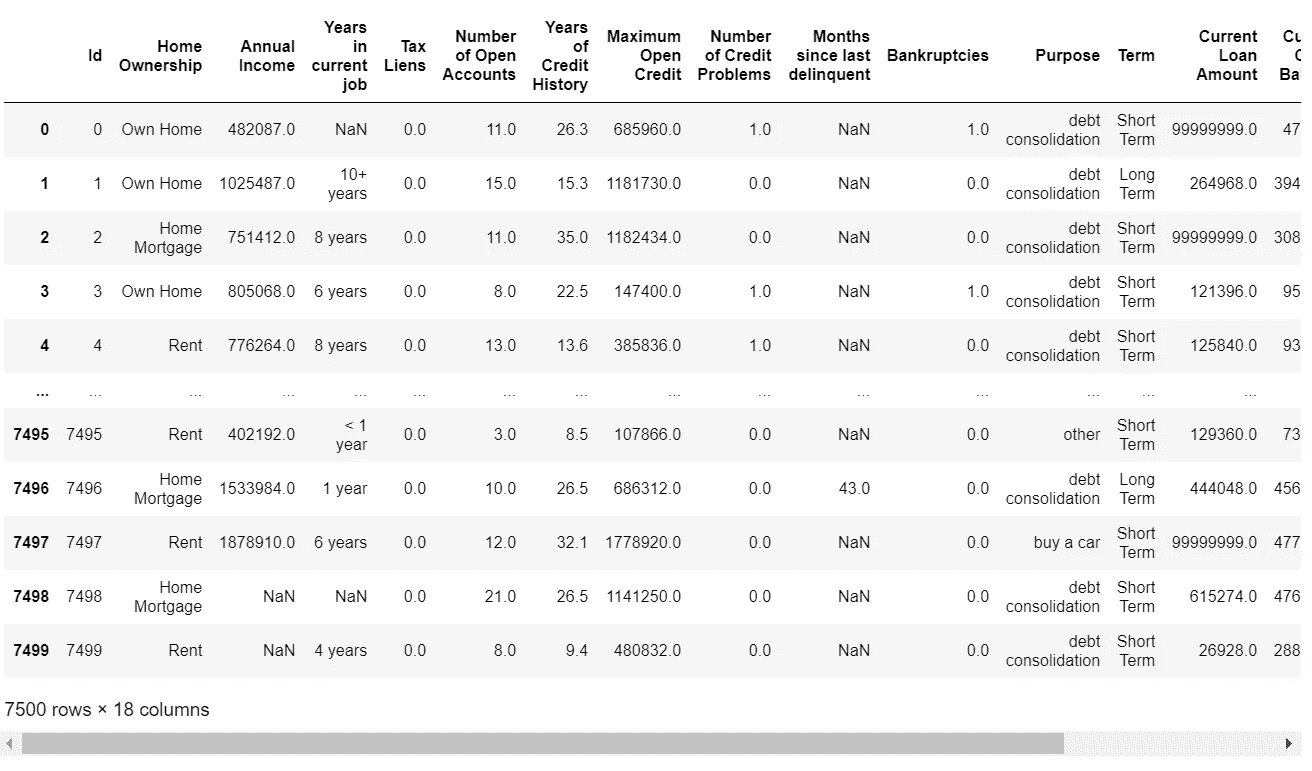 Id Home Ownership Annual Income Years in current job Tax Liens Number of Open Accounts Years of Credit History Maximum Open Credit Number of Credit Problems Months since last delinquent Bankruptcies Purpose Term Current Loan Amount
0 0 Own Home 482087.0 NaN 0.0 11.0 26.3 685960.0 1.0 NaN 1.0 debt consolidation Short Term 99999999.0 47
1 1 Own Home 1025487.0 10+ years 0.0 15.0 15.3 1181730.0 0.0 NaN 0.0 debt consolidation Long Term 264968.0 394
2 2 Home Mortgage 751412.0 8 years 0.0 11.0 35.0 1182434.0 0.0 NaN 0.0 debt consolidation Short Term 99999999.0 308
3 3 Own Home 805068.0 6 years 0.0 8.0 22.5 147400.0 1.0 NaN 1.0 debt consolidation Short Term 121396.0 95
4 4 Rent 776264.0 8 years 0.0 13.0 13.6 385836.0 1.0 NaN 0.0 debt consolidation Short Term 125840.0 93
... ... ... ... ... ... ... ... ... ... ... ... ... ... ...
7495 7495 Rent 402192.0 < 1 year 0.0 3.0 8.5 107866.0 0.0 NaN 0.0 other Short Term 129360.0 73
7496 7496 Home Mortgage 1533984.0 1 year 0.0 10.0 26.5 686312.0 0.0 43.0 0.0 debt consolidation Long Term 444048.0 456
7497 7497 Rent 1878910.0 6 years 0.0 12.0 32.1 1778920.0 0.0 NaN 0.0 buy a car Short Term 99999999.0 477
7498 7498 Home Mortgage NaN NaN 0.0 21.0 26.5 1141250.0 0.0 NaN 0.0 debt consolidation Short Term 615274.0 476
7499 7499 Rent NaN 4 years 0.0 8.0 9.4 480832.0 0.0 NaN 0.0 debt consolidation Short Term 26928.0 288
7500 rows × 18 columns